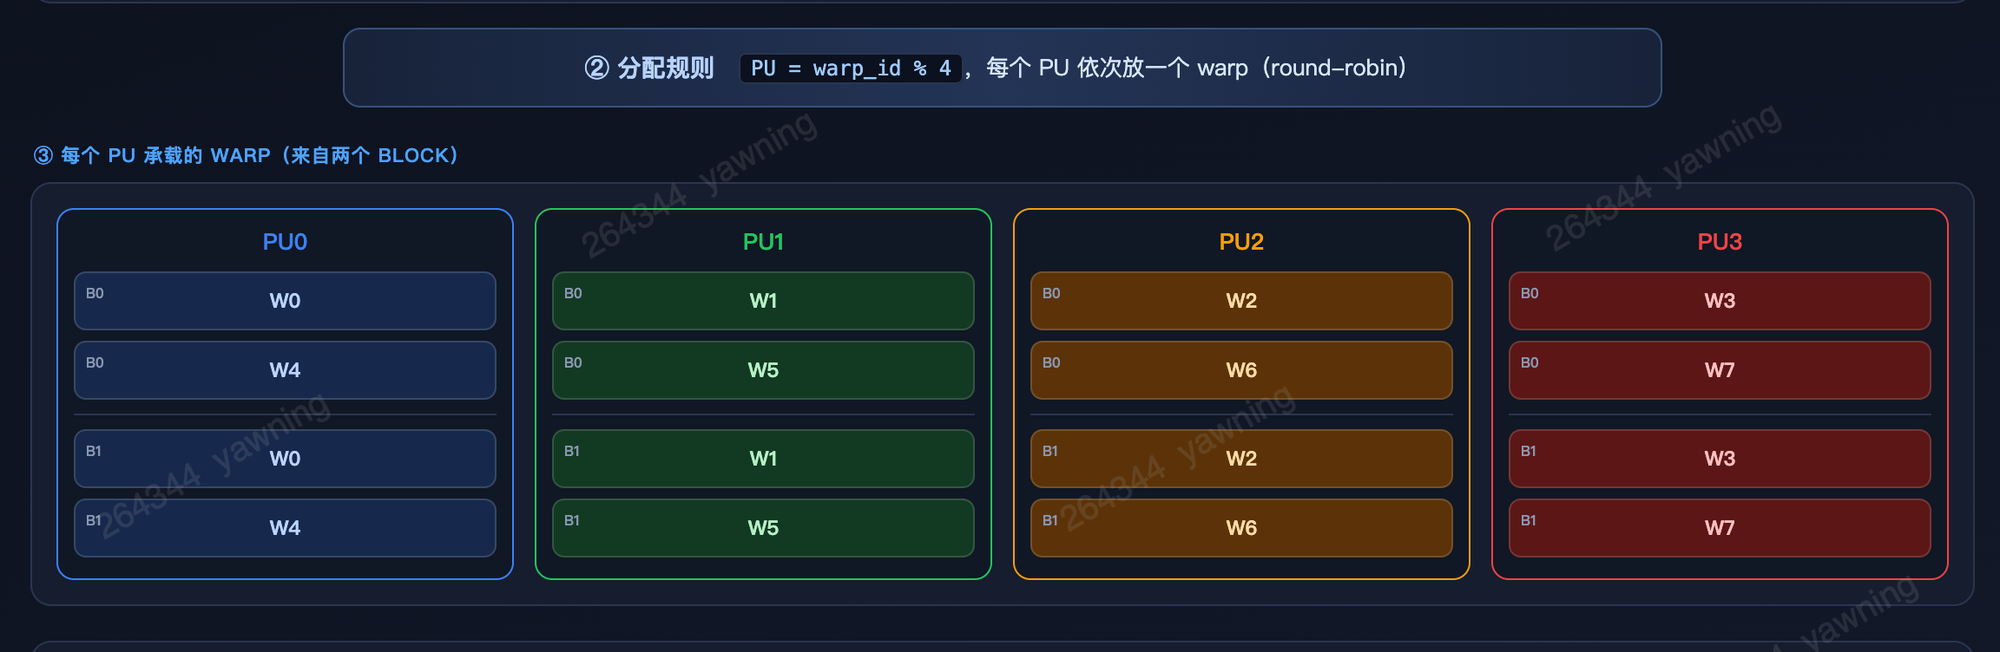 ② 分配规则 PU = warp_id % 4，每个 PU 依次放一个 warp（round-robin）
③ 每个 PU 承载的 WARP（来自两个 BLOCK）
PU0
B0 W0
B0 W4
B1 W0
B1 W4
PU1
B0 W1
B0 W5
B1 W1
B1 W5
PU2
B0 W2
B0 W6
B1 W2
B1 W6
PU3
B0 W3
B0 W7
B1 W3
B1 W7
264344 yawning
264344 yawning
264344 yawning
264344 yawning
yawning